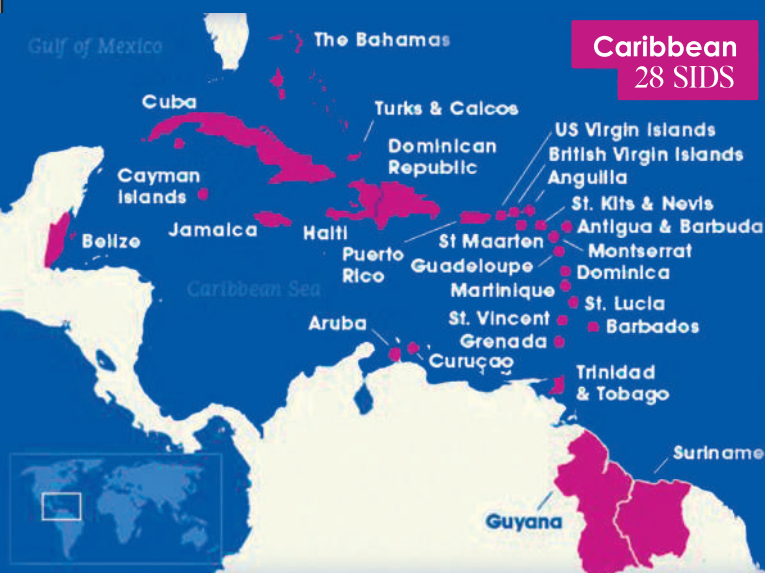 Gulf of Mexico
The Bahamas
Caribbean
28 SIDS
Cuba
Turks & Caicos
US Virgin Islands
British Virgin Islands
Anguilla
Dominican
Republic
Cayman
Islands
St. Kits & Nevis
Antigua & Barbuda
Jamaica
Haiti
Belize
Puerto
Rico
St Maarten
Montserrat
Guadeloupe
Dominica
Caribbean Sea
Martinique
St. Lucia
St. Vincent
Barbados
Aruba
Grenada
Curuçao
Trinidad
& Tobago
Suriname
Guyana